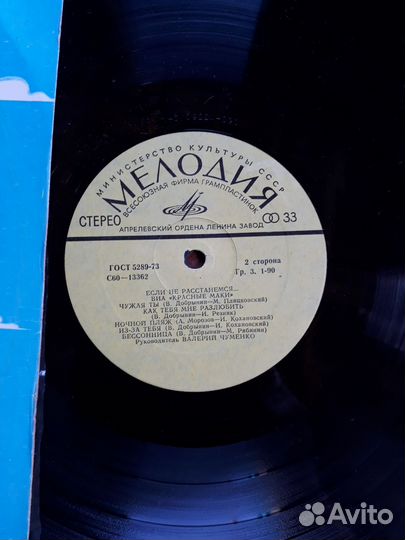 МИНИСТЕРСТВО КУЛЬТУРЫ СССР
МЕЛОДИЯ
ВСЕСОЮЗНАЯ ФИРМА ГРАМПЛАСТИНОК
СТЕРЕО
33
АПРЕЛЕВСКИЙ ОРДЕНА ЛЕНИНА ЗАВОД
ГОСТ 5289-73
2 сторона
С60—13362
Гр. 3. 1-90
ЕСЛИ НЕ РАССТАНЕМСЯ...
ВИА «КРАСНЫЕ МАКИ»
ЧУЖАЯ ТЫ (В. Добрынин—М. Пляцковский)
КАК ТЕБЯ МНЕ РАЗЛЮБИТЬ
(В. Добрынин—И. Резник)
НОЧНОЙ ПЛЯЖ (А. Морозов—И. Кохановский)
ИЗ-ЗА ТЕБЯ (В. Добрынин—И. Кохановский)
БЕССОННИЦА (В. Добрынин—М. Рябинин)
Руководитель ВАЛЕРИЙ ЧУМЕНКО
Avito